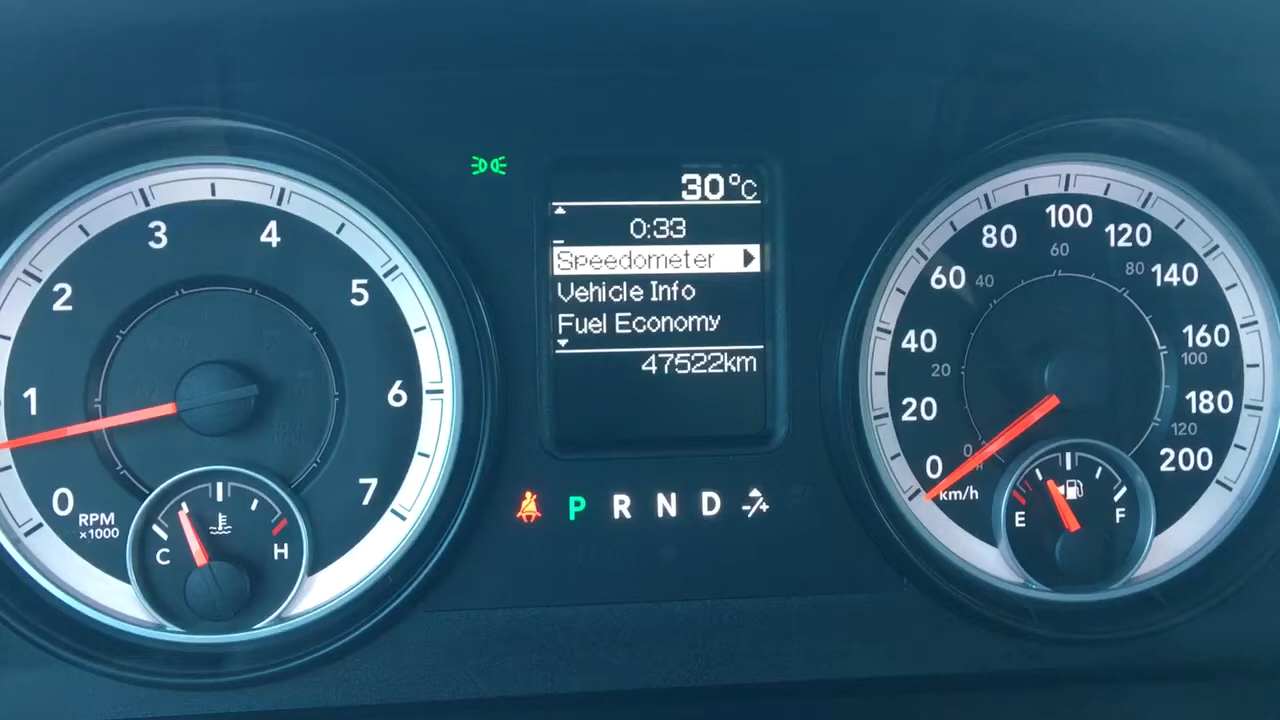 30°C
0:33
Speedometer
Vehicle Info
Fuel Economy
47522km
0 1 2 3 4 5 6 7
RPM
x1000
C H
P R N D
0 20 40 60 80 100 120 140 160 180 200
0 20 40 60 80 100 120
km/h
E F